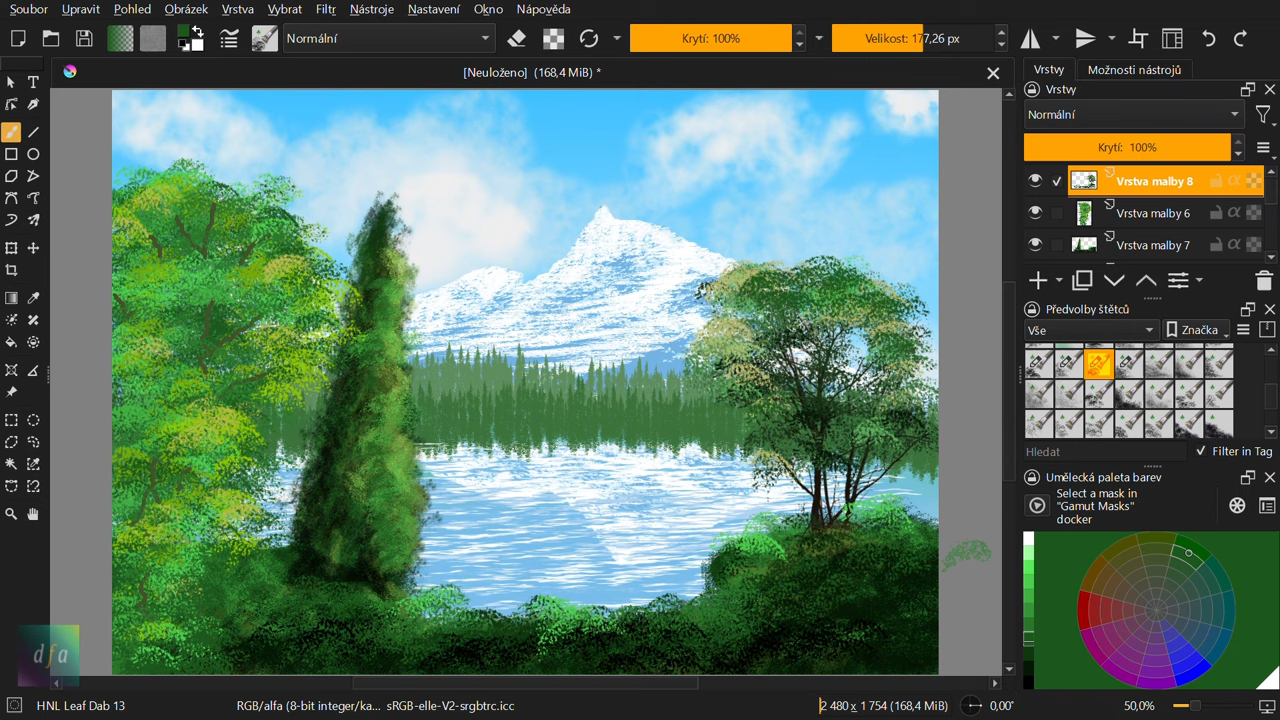 Soubor Upravit Pohled Obrázek Vrstva Vybrat Filtr Nástroje Nastavení Okno Nápověda
Normální Krytí: 100% Velikost: 177,26 px
[Neuloženo] (168,4 MiB) *
Vrstvy Možnosti nástrojů
Vrstvy
Normální
Krytí: 100%
Vrstva malby 8
Vrstva malby 6
Vrstva malby 7
Předvolby štětců
Vše Značka
Hledat Filter in Tag
Umělecká paleta barev
Select a mask in
"Gamut Masks"
docker
dfa
HNL Leaf Dab 13 RGB/alfa (8-bit integer/ka... sRGB-elle-V2-srgbtrc.icc 2 480 x 1 754 (168,4 MiB) 0,00° 50,0%